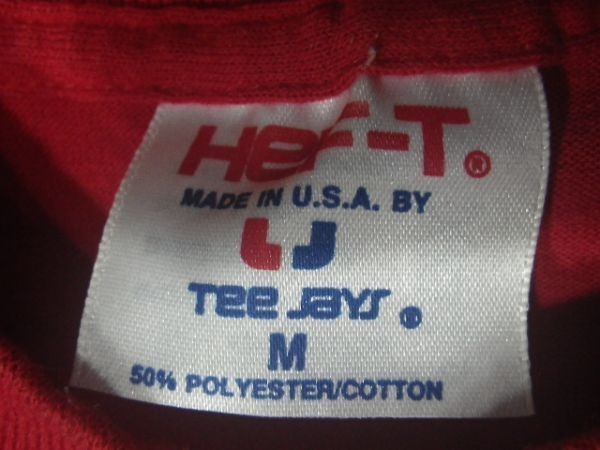 Hef-T®
MADE IN U.S.A. BY
Tee Jays ®
M
50% POLYESTER/COTTON